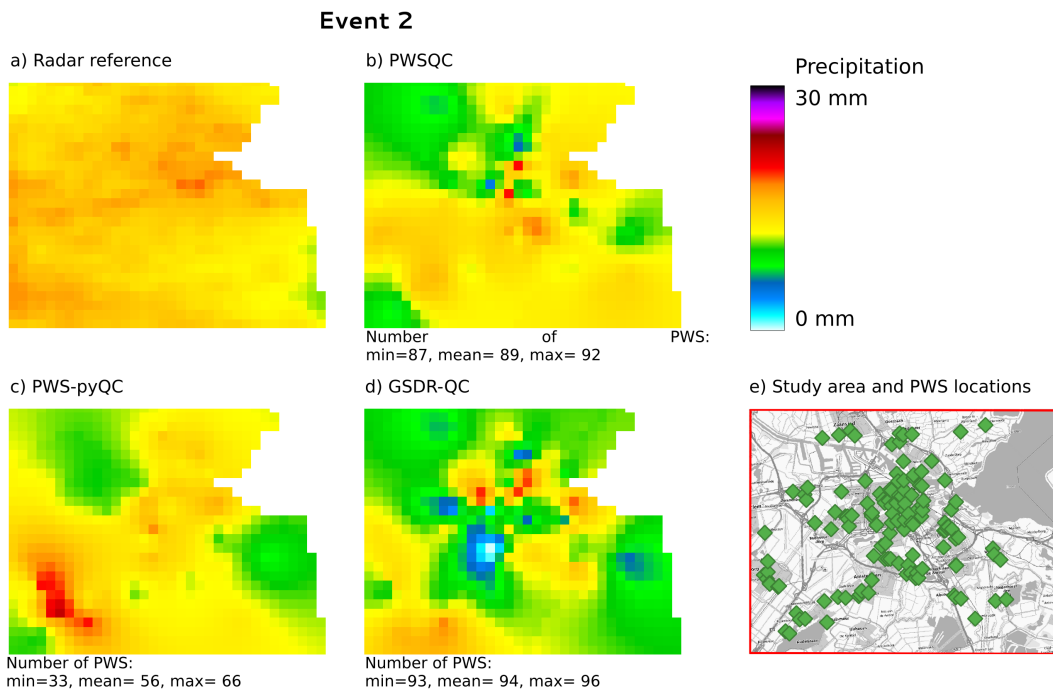 Event 2
a) Radar reference
b) PWSQC
Precipitation
30 mm
0 mm
Number of PWS:
min=87, mean= 89, max= 92
c) PWS-pyQC
d) GSDR-QC
e) Study area and PWS locations
Number of PWS:
min=33, mean= 56, max= 66
Number of PWS:
min=93, mean= 94, max= 96